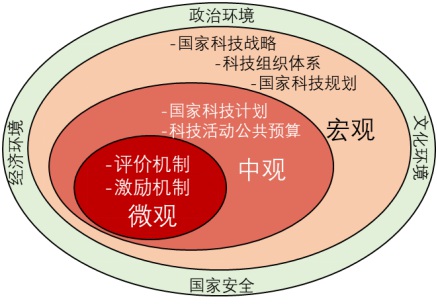 政治环境
-国家科技战略
-科技组织体系
-国家科技规划
-国家科技计划
-科技活动公共预算
宏观
经济环境
文化环境
-评价机制
-激励机制
中观
微观
国家安全